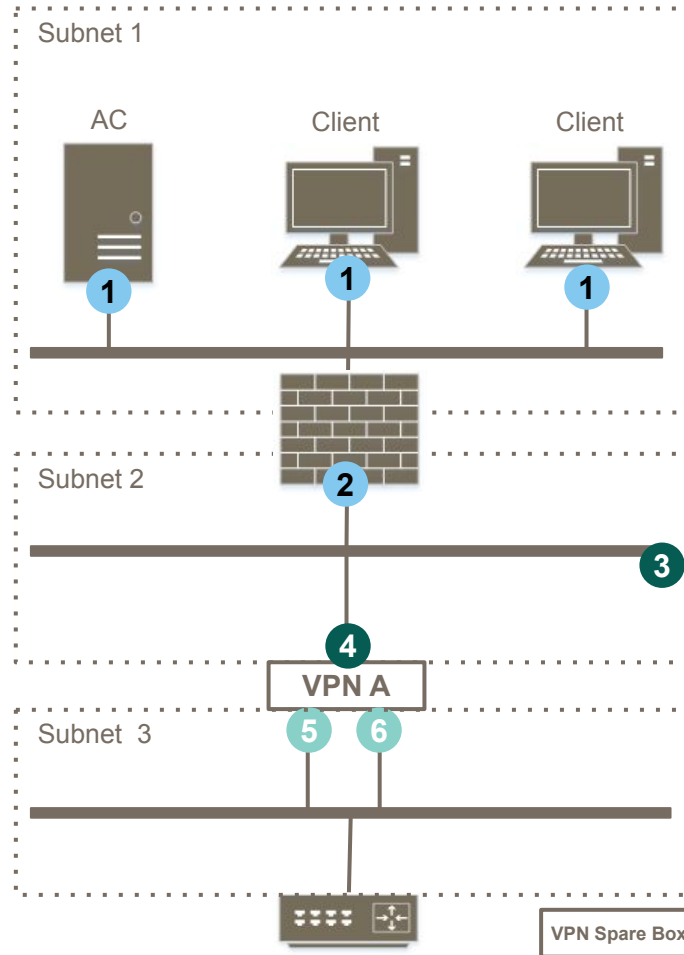 Subnet 1
AC Client Client
1 1 1
2
Subnet 2
3
4
VPN A
5 6
Subnet 3
VPN Spare Box